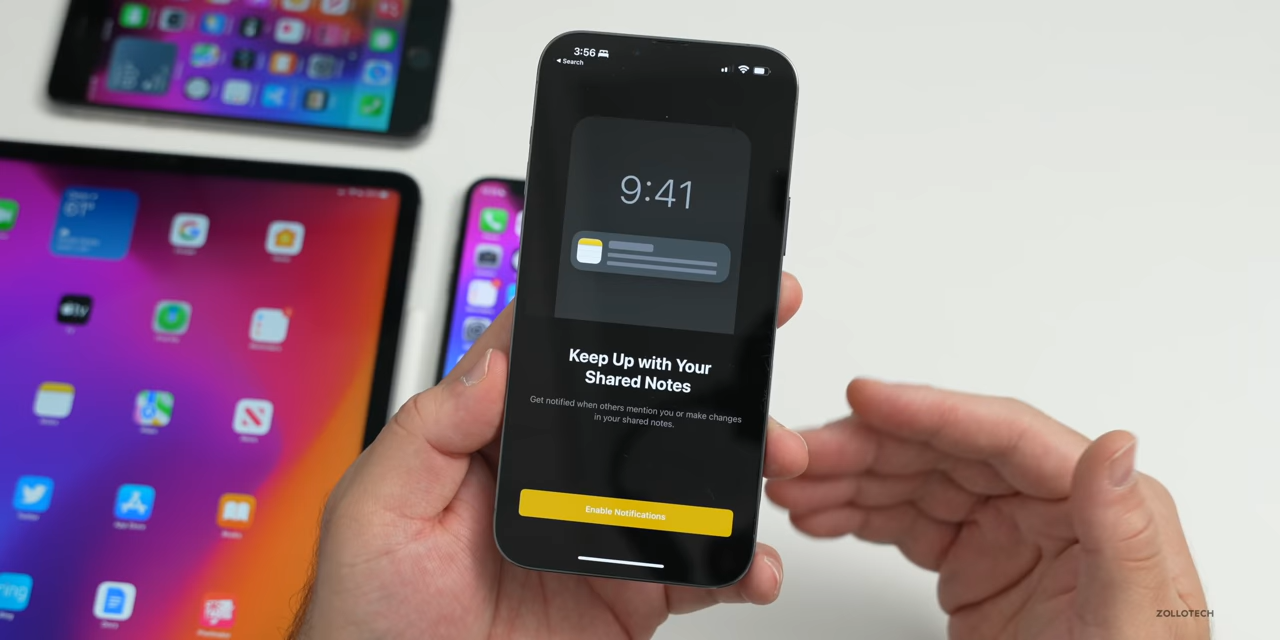 3:56
◀ Search
9:41
Keep Up with Your
Shared Notes
Get notified when others mention you or make changes
in your shared notes.
Enable Notifications
ZOLLOTECH